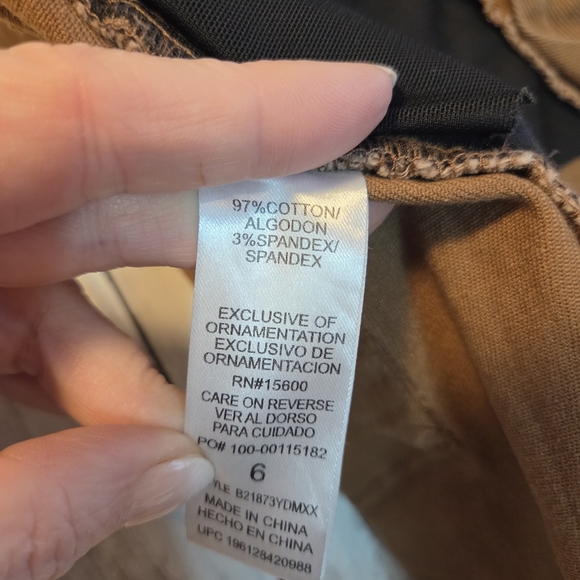 97%COTTON/
ALGODON
3%SPANDEX/
SPANDEX
EXCLUSIVE OF
ORNAMENTATION
EXCLUSIVO DE
ORNAMENTACION
RN#15600
CARE ON REVERSE
VER AL DORSO
PARA CUIDADO
PO# 100-00115182
6
YLE B21873YDMXX
MADE IN CHINA
HECHO EN CHINA
UPC 196128420988